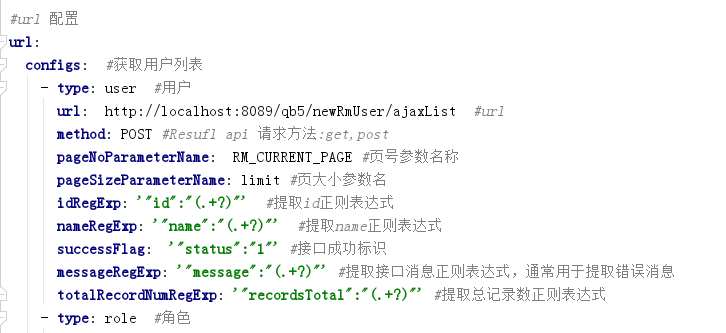 #url 配置
url:
configs: #获取用户列表
- type: user #用户
url: http://localhost:8089/qb5/newRmUser/ajaxList #url
method: POST #Resufl api 请求方法:get,post
pageNoParameterName: RM_CURRENT_PAGE #页号参数名称
pageSizeParameterName: limit #页大小参数名
idRegExp: '"id":"(.+?)"' #提取id正则表达式
nameRegExp: '"name":"(.+?)"' #提取name正则表达式
successFlag: '"status":"1"' #接口成功标识
messageRegExp: '"message":"(.+?)"' #提取接口消息正则表达式，通常用于提取错误消息
totalRecordNumRegExp: '"recordsTotal":"(.+?)"' #提取总记录数正则表达式
- type: role #角色